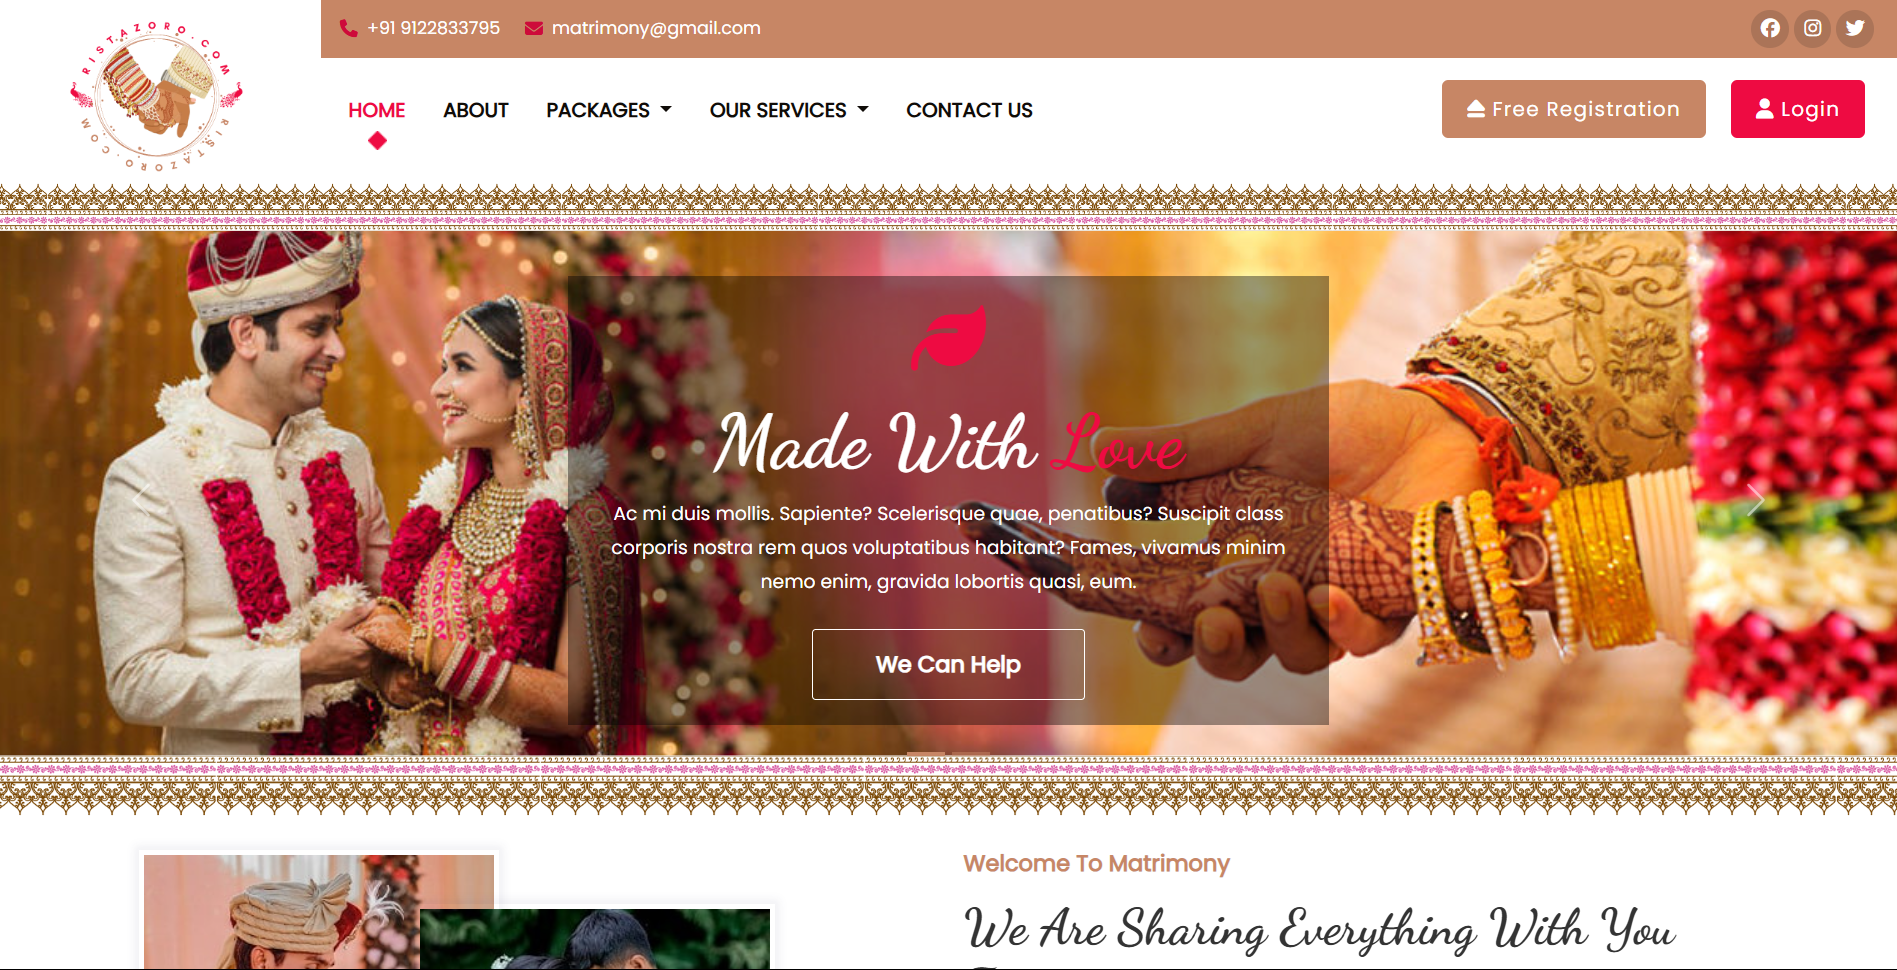 RISTAZORO.COM
RISTAZORO.COM
+91 9122833795
matrimony@gmail.com
HOME
ABOUT
PACKAGES
OUR SERVICES
CONTACT US
Free Registration
Login
Made With Love
Ac mi duis mollis. Sapiente? Scelerisque quae, penatibus? Suscipit class
corporis nostra rem quos voluptatibus habitant? Fames, vivamus minim
nemo enim, gravida lobortis quasi, eum.
We Can Help
Welcome To Matrimony
We Are Sharing Everything With You